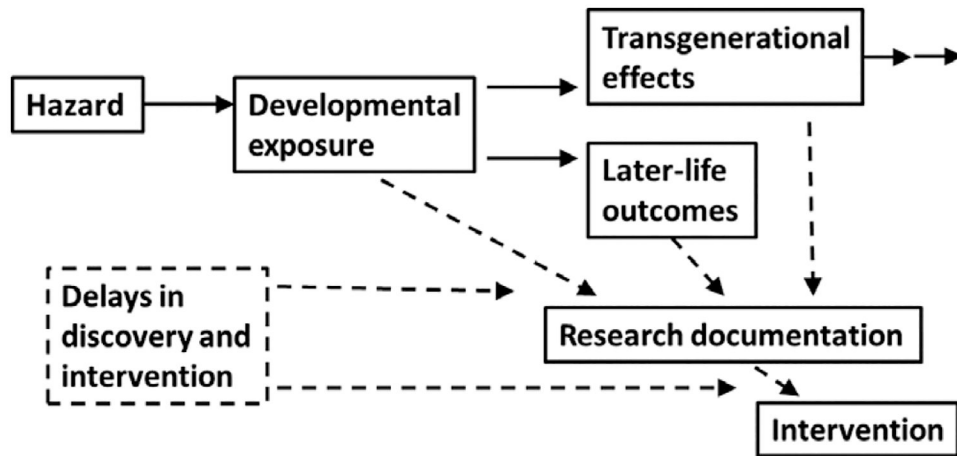 Hazard
Developmental
exposure
Transgenerational
effects
Later-life
outcomes
Delays in
discovery and
intervention
Research documentation
Intervention